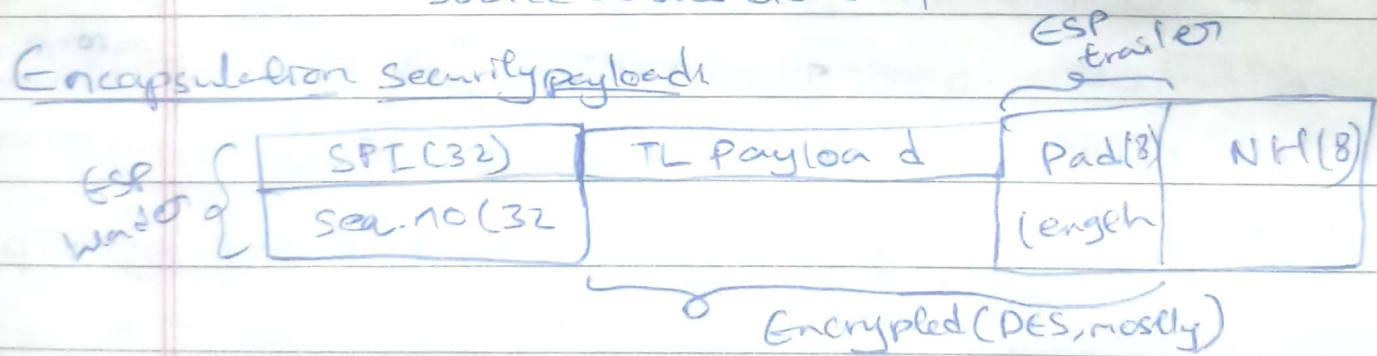 ESP
trailer
Encapsulation security payload
SPI (32) TL Payload Pad(8) NH(8)
ESP
Seq.no (32 length
Encrypted (DES, mostly)